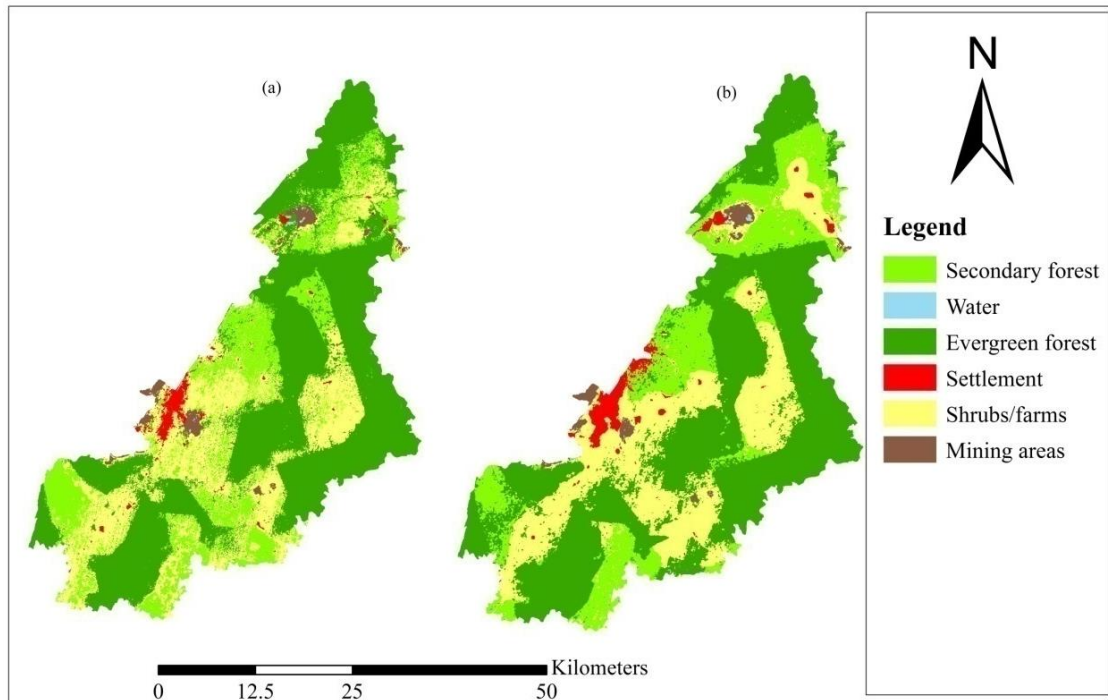 (a)
(b)
N
Legend
Secondary forest
Water
Evergreen forest
Settlement
Shrubs/farms
Mining areas
Kilometers
0 12.5 25 50